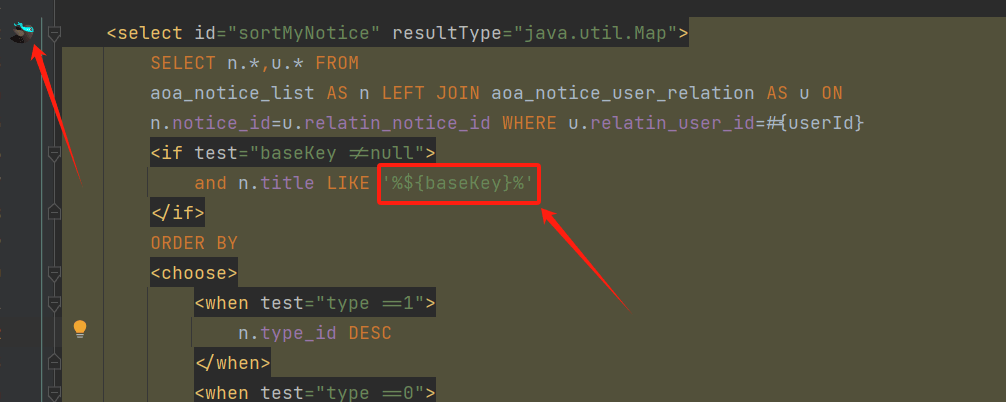 <select id="sortMyNotice" resultType="java.util.Map">
SELECT n.*,u.* FROM
aoa_notice_list AS n LEFT JOIN aoa_notice_user_relation AS u ON
n.notice_id=u.relatin_notice_id WHERE u.relatin_user_id=#{userId}
<if test="baseKey !=null">
and n.title LIKE '%${baseKey}%'
</if>
ORDER BY
<choose>
<when test="type ==1">
n.type_id DESC
</when>
<when test="type ==0">